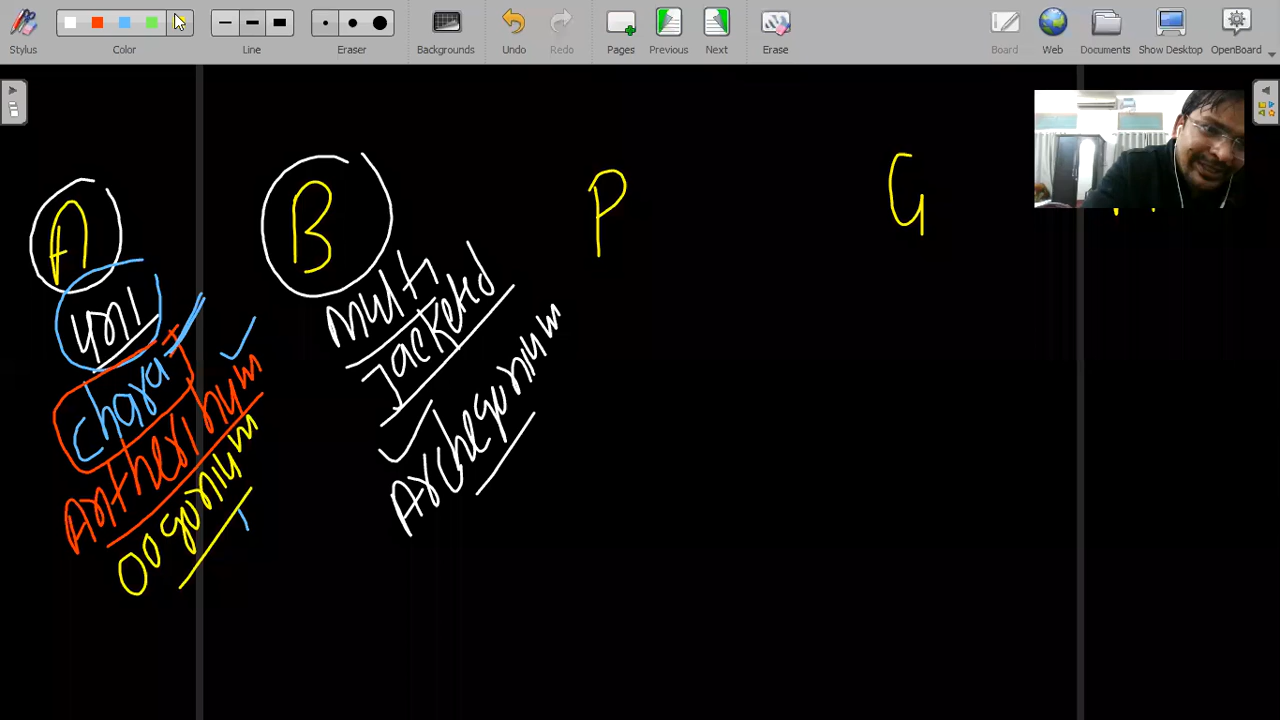 Stylus
Color
Line
Eraser
Backgrounds
Undo
Redo
Pages
Previous
Next
Erase
Board
Web
Documents
Show Desktop
OpenBoard
A
B
P
G
uni
chara
Antheridium
oogonium
multi
Jacketed
Archegonium